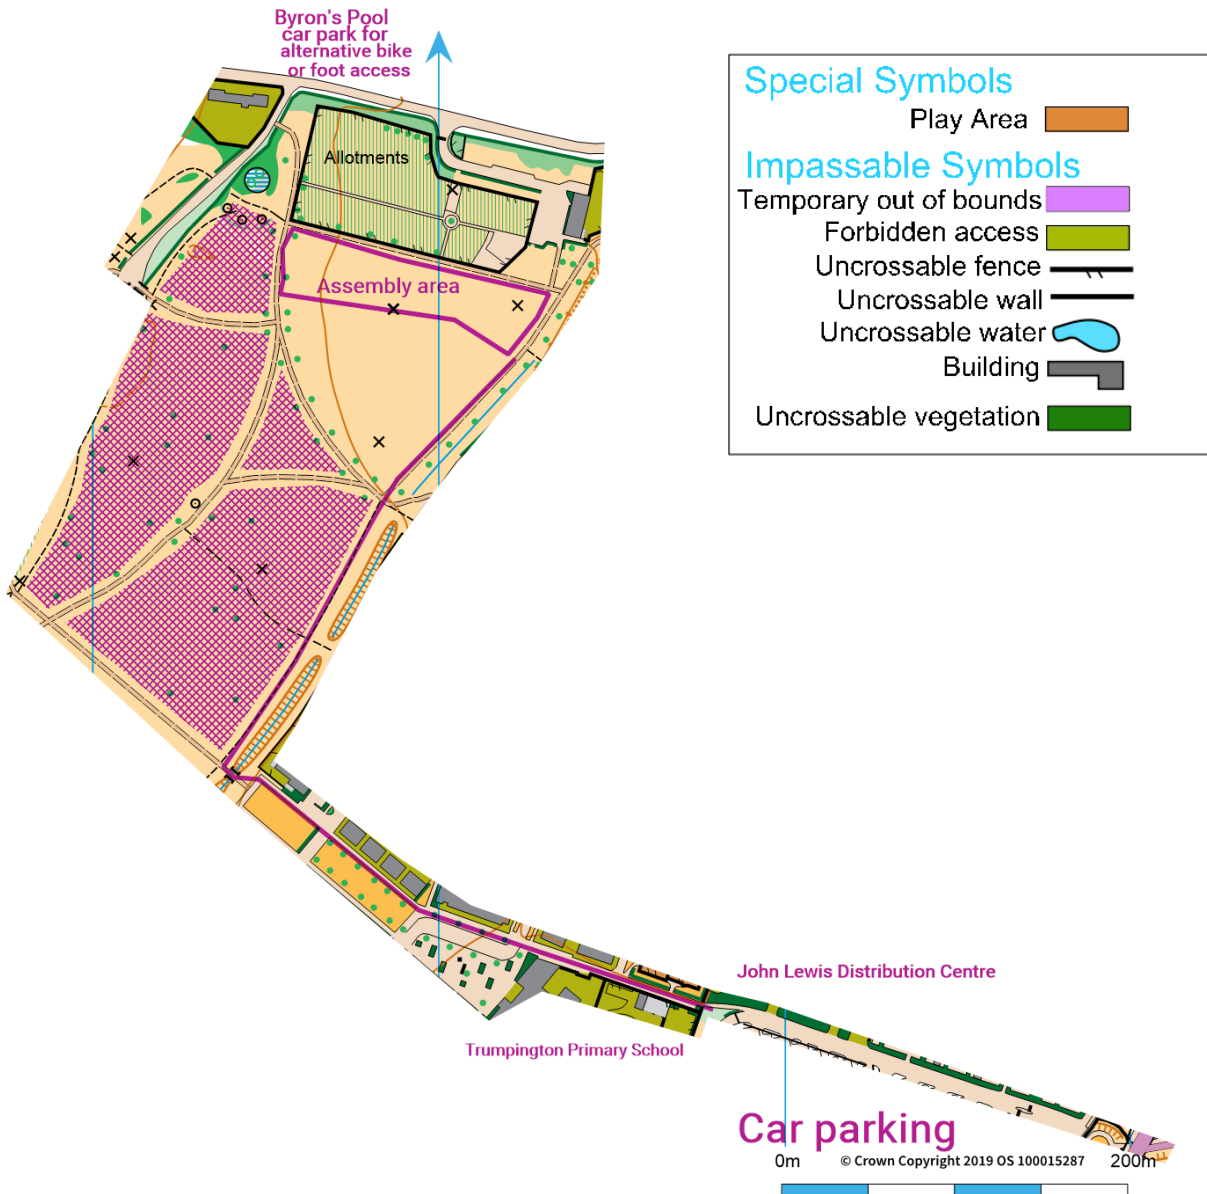 Byron's Pool
car park for
alternative bike
or foot access
Special Symbols
Play Area
Impassable Symbols
Temporary out of bounds
Forbidden access
Uncrossable fence
Uncrossable wall
Uncrossable water
Building
Uncrossable vegetation
Allotments
Assembly area
John Lewis Distribution Centre
Trumpington Primary School
Car parking
0m © Crown Copyright 2019 OS 100015287 200m